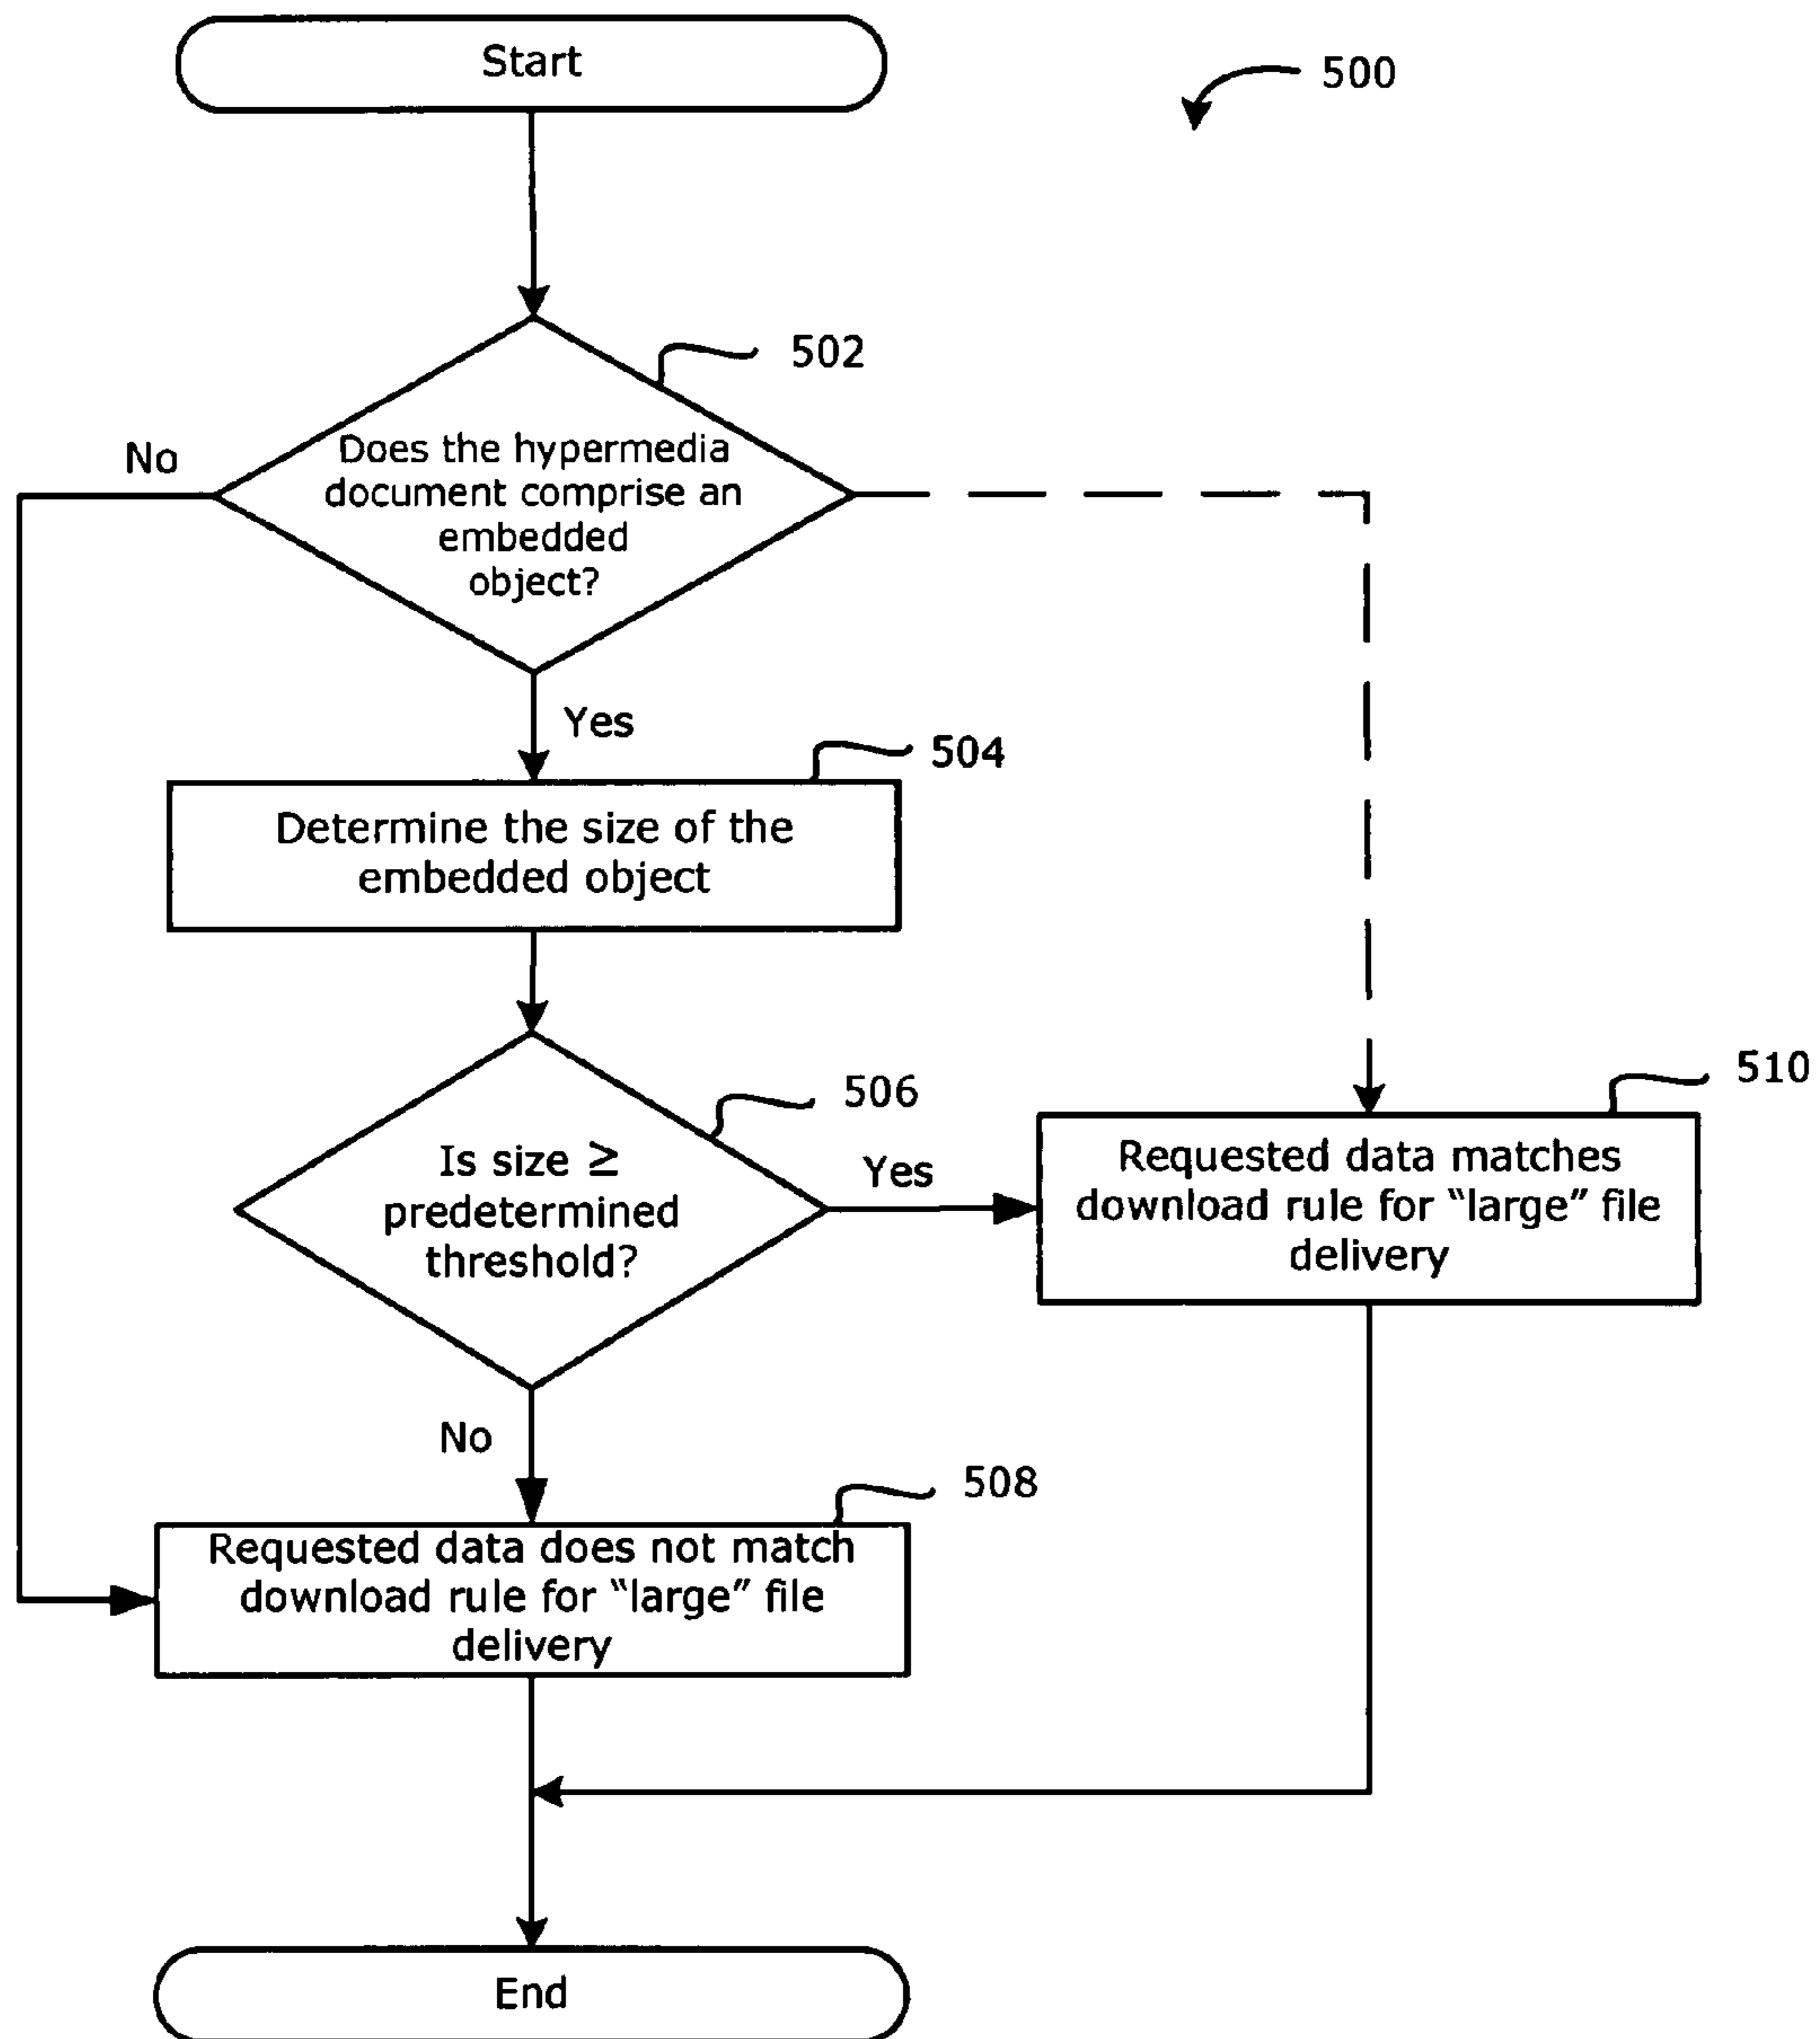 Start
500
502
Does the hypermedia
document comprise an
embedded
object?
No
Yes
504
Determine the size of the
embedded object
506
Is size ≥
predetermined
threshold?
Yes
510
Requested data matches
download rule for “large” file
delivery
No
508
Requested data does not match
download rule for “large” file
delivery
End